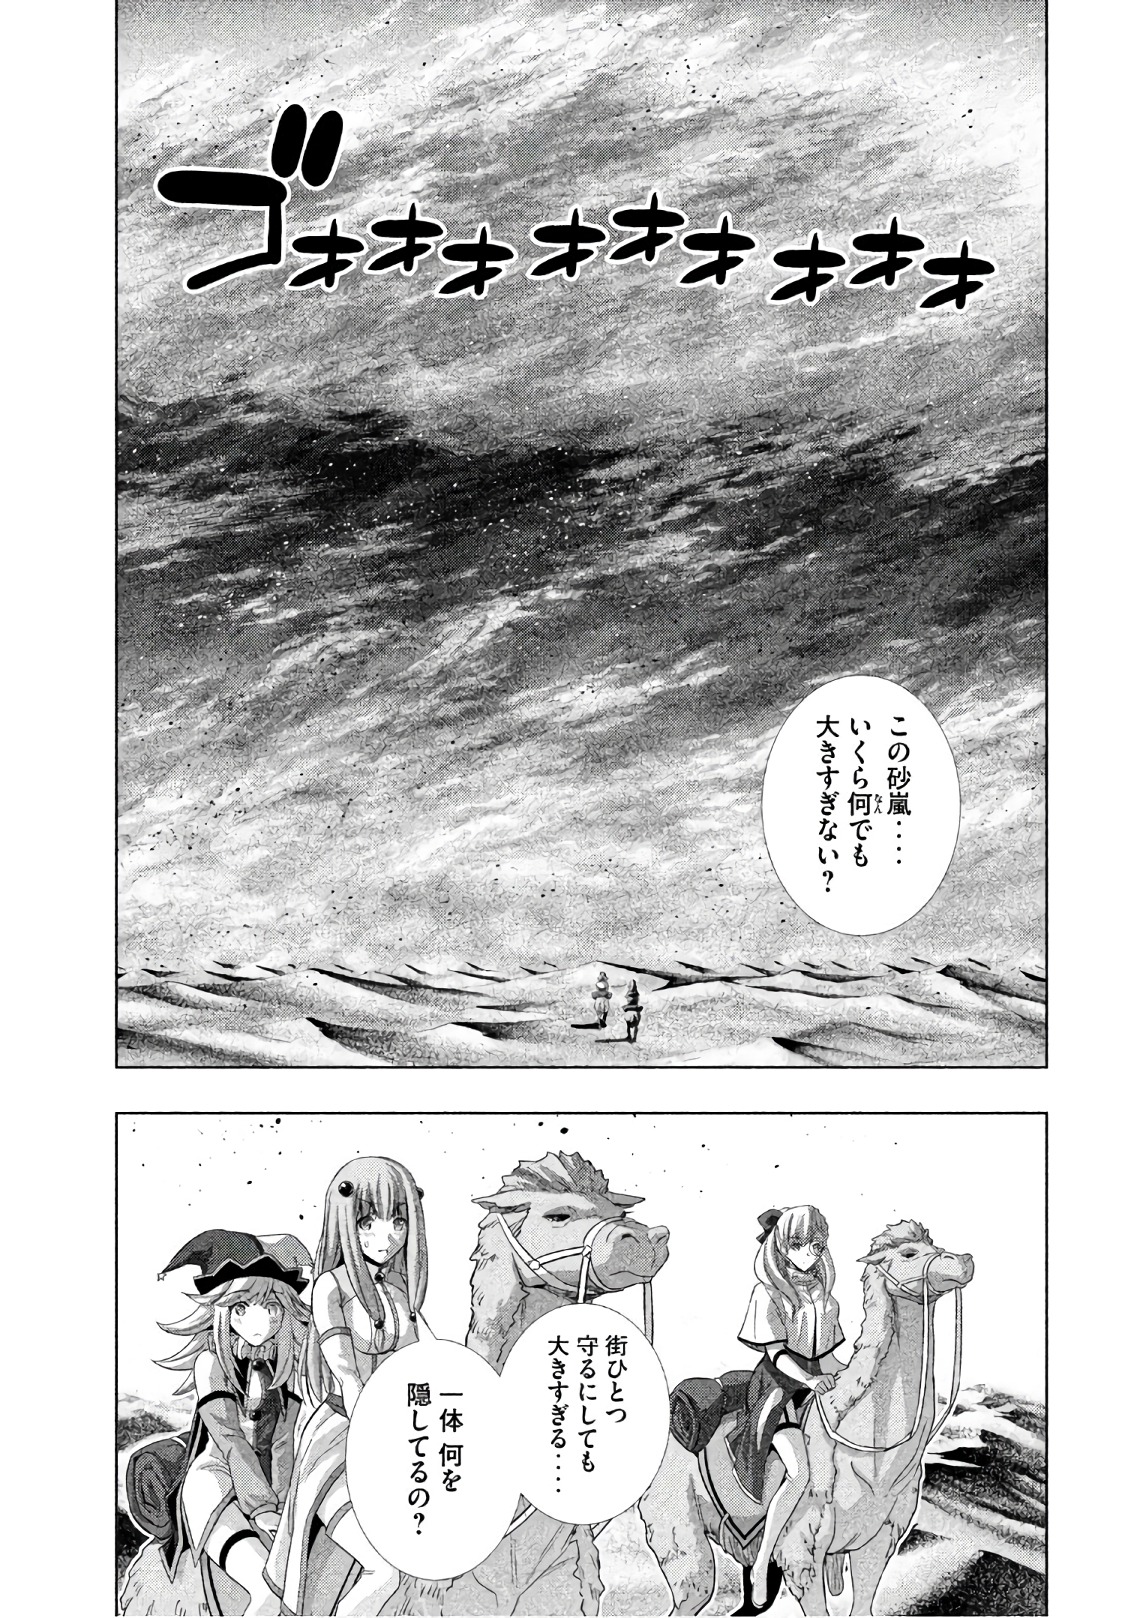 ゴォォォォォォォォォ
この砂嵐‥‥
いくら何でも
なん
大きすぎない?
街ひとつ
守るにしても
大きすぎる‥‥
一体 何を
隠してるの?